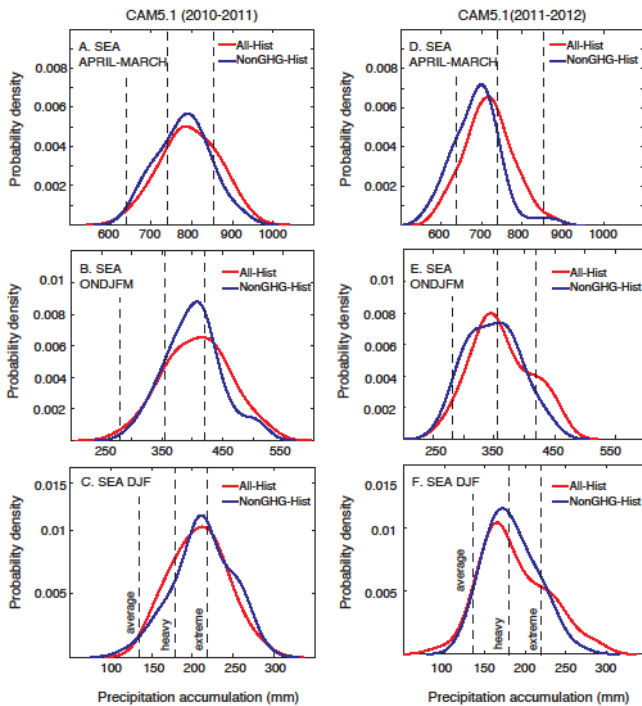 CAM5.1 (2010-2011)
A. SEA
APRIL-MARCH
All-Hist
NonGHG-Hist
Probability density
0.008
0.006
0.004
0.002
600 700 800 900 1000
B. SEA
ONDJFM
All-Hist
NonGHG-Hist
Probability density
0.01
0.008
0.006
0.004
0.002
250 350 450 550
C. SEA DJF
All-Hist
NonGHG-Hist
Probability density
0.015
0.01
0.005
average
heavy
extreme
100 150 200 250 300
Precipitation accumulation (mm)
CAM5.1(2011-2012)
D. SEA
APRIL-MARCH
All-Hist
NonGHG-Hist
Probability density
0.008
0.006
0.004
0.002
600 700 800 900 1000
E. SEA
ONDJFM
All-Hist
NonGHG-Hist
Probability density
0.01
0.008
0.006
0.004
0.002
250 350 450 520
F. SEA DJF
All-Hist
NonGHG-Hist
Probability density
0.015
0.01
0.005
average
heavy
extreme
100 150 200 250 300
Precipitation accumulation (mm)